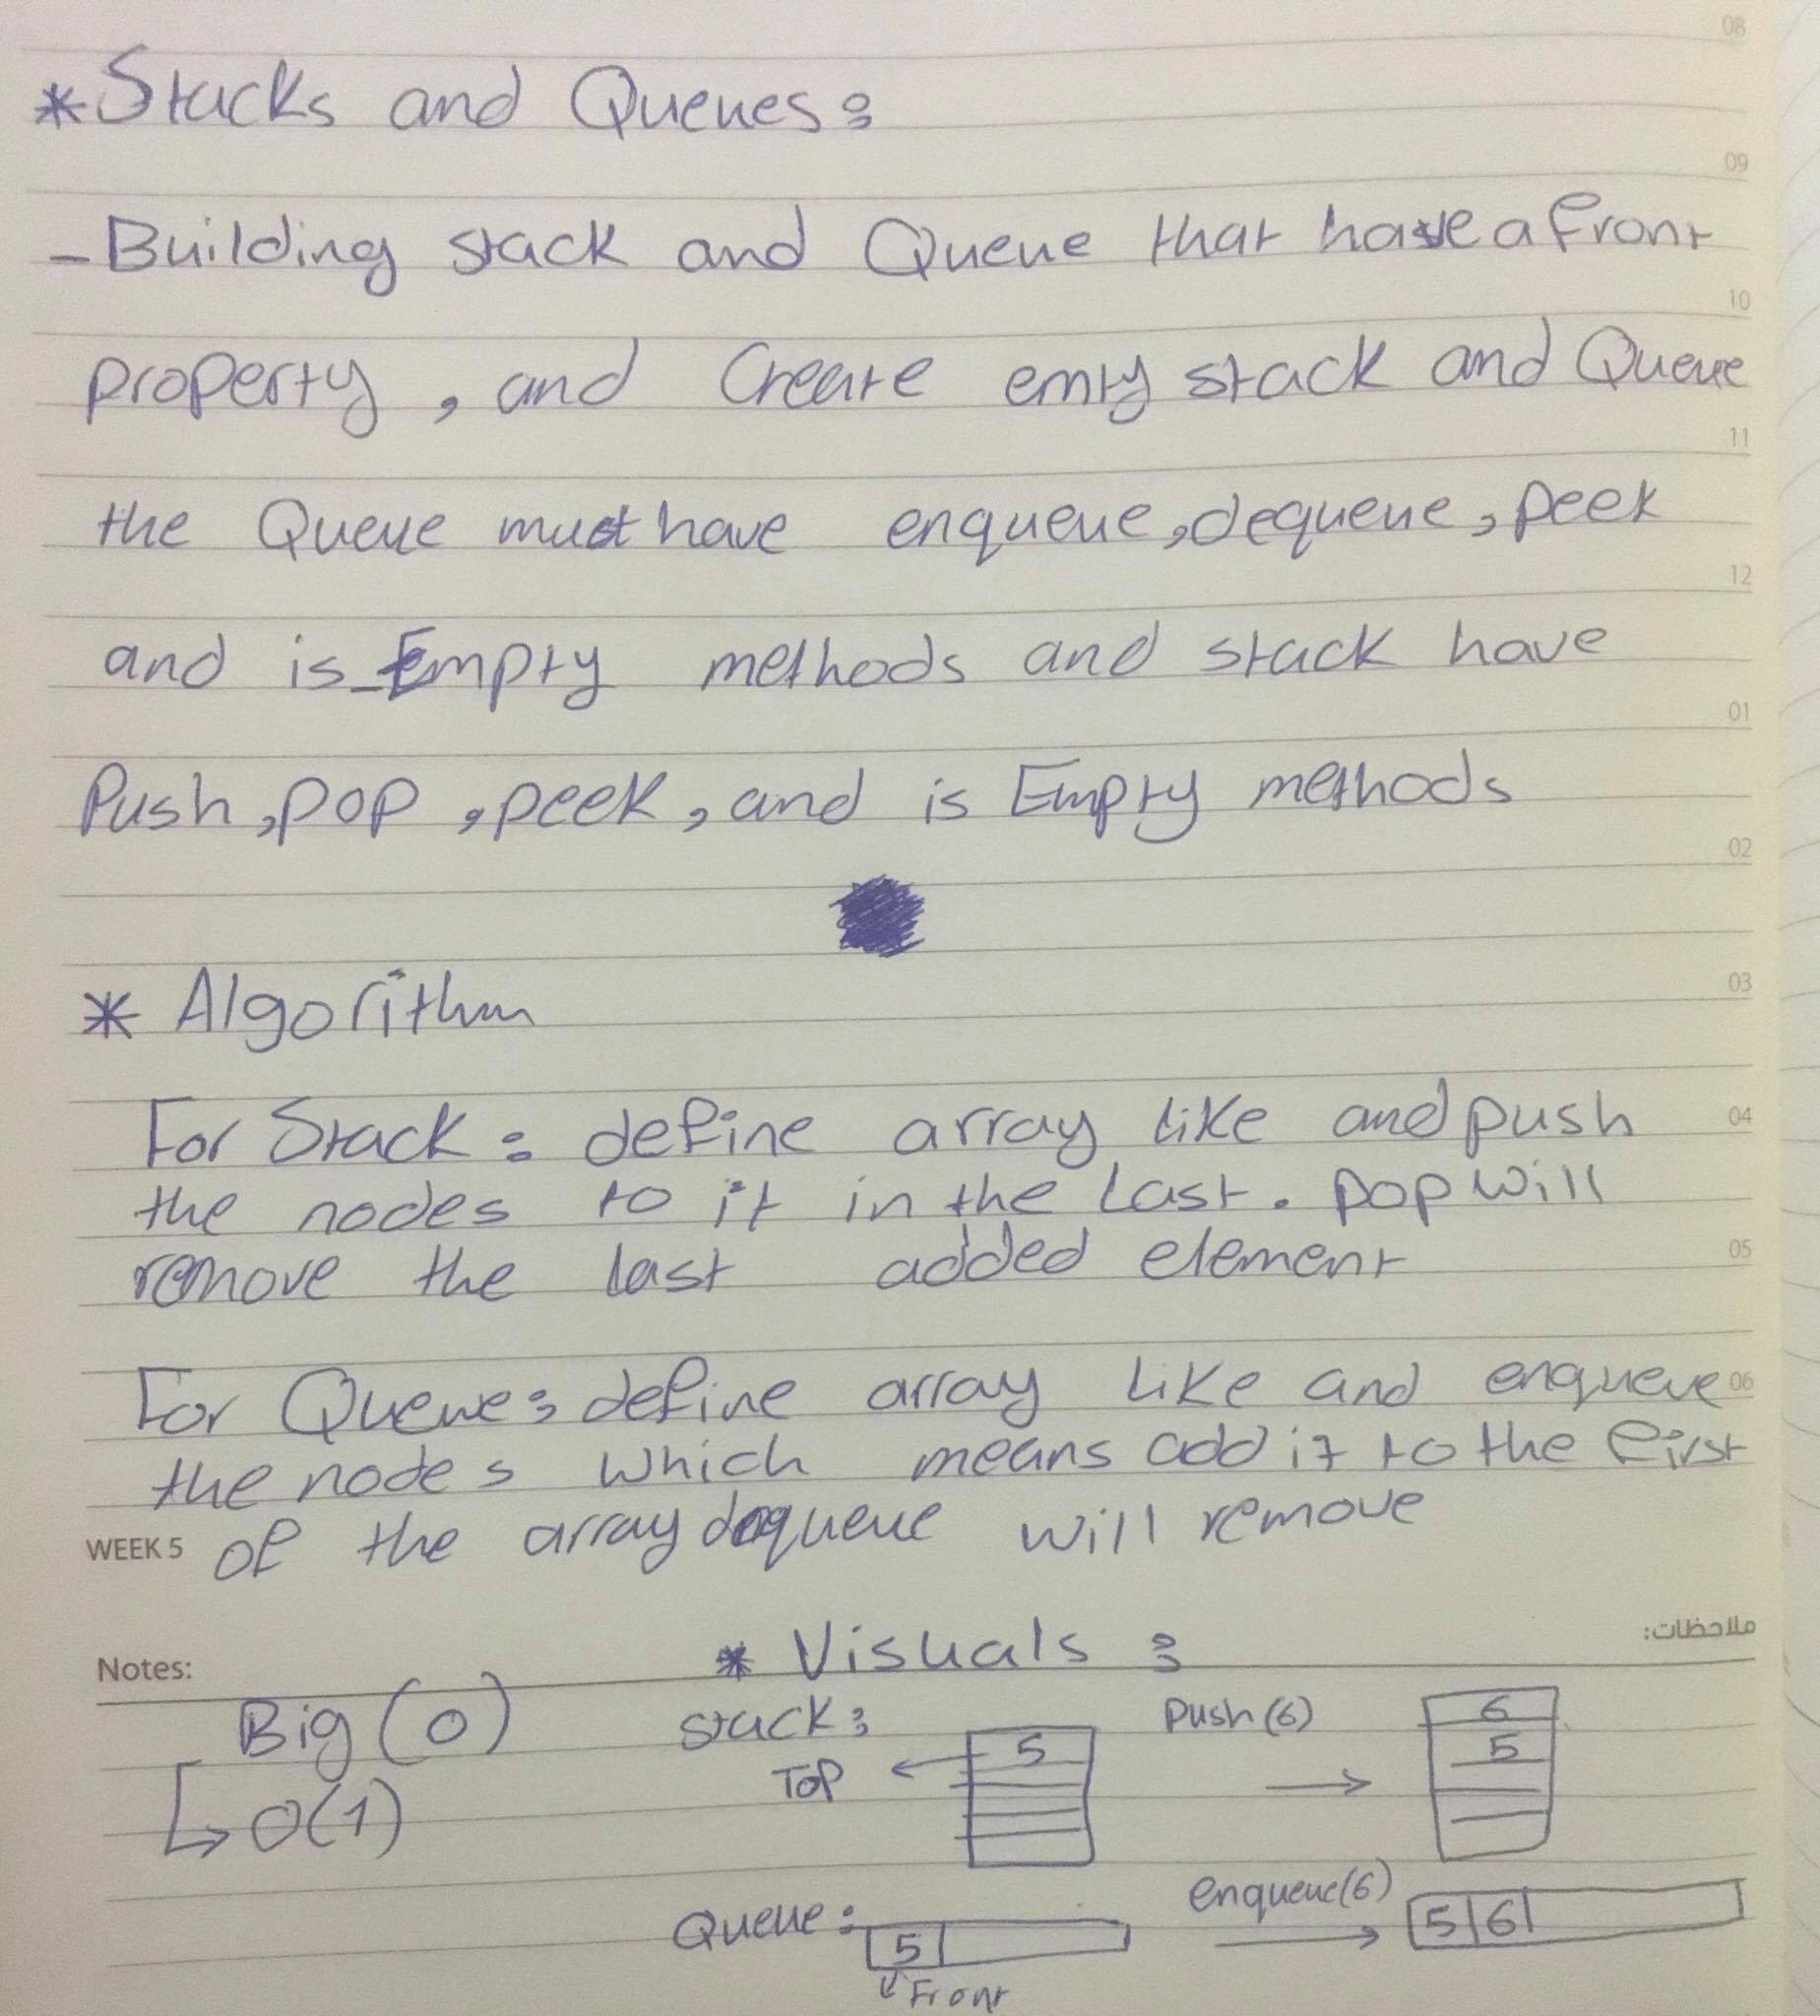 08
*Stacks and Queues:
09
- Building stack and Queue that have a front
10
property, and Create emty stack and Queue
11
the Queue must have enqueue, dequeue, peek
12
and is_Empty methods and stack have
01
Push, pop, peek, and is Empty methods
02
* Algorithm
03
For Stack: define array like and push
04
the nodes to it in the Last. pop will
remove the last added element
05
For Queue: define array like and enqueue
06
the nodes which means add it to the first
WEEK 5 of the array dequeue will remove
* Visuals:
ملاحظات:
Notes:
Big (O)
O(1)
stack:
TOP
5
Push (6)
6
5
Queue:
5
Front
enqueue(6)
5 6